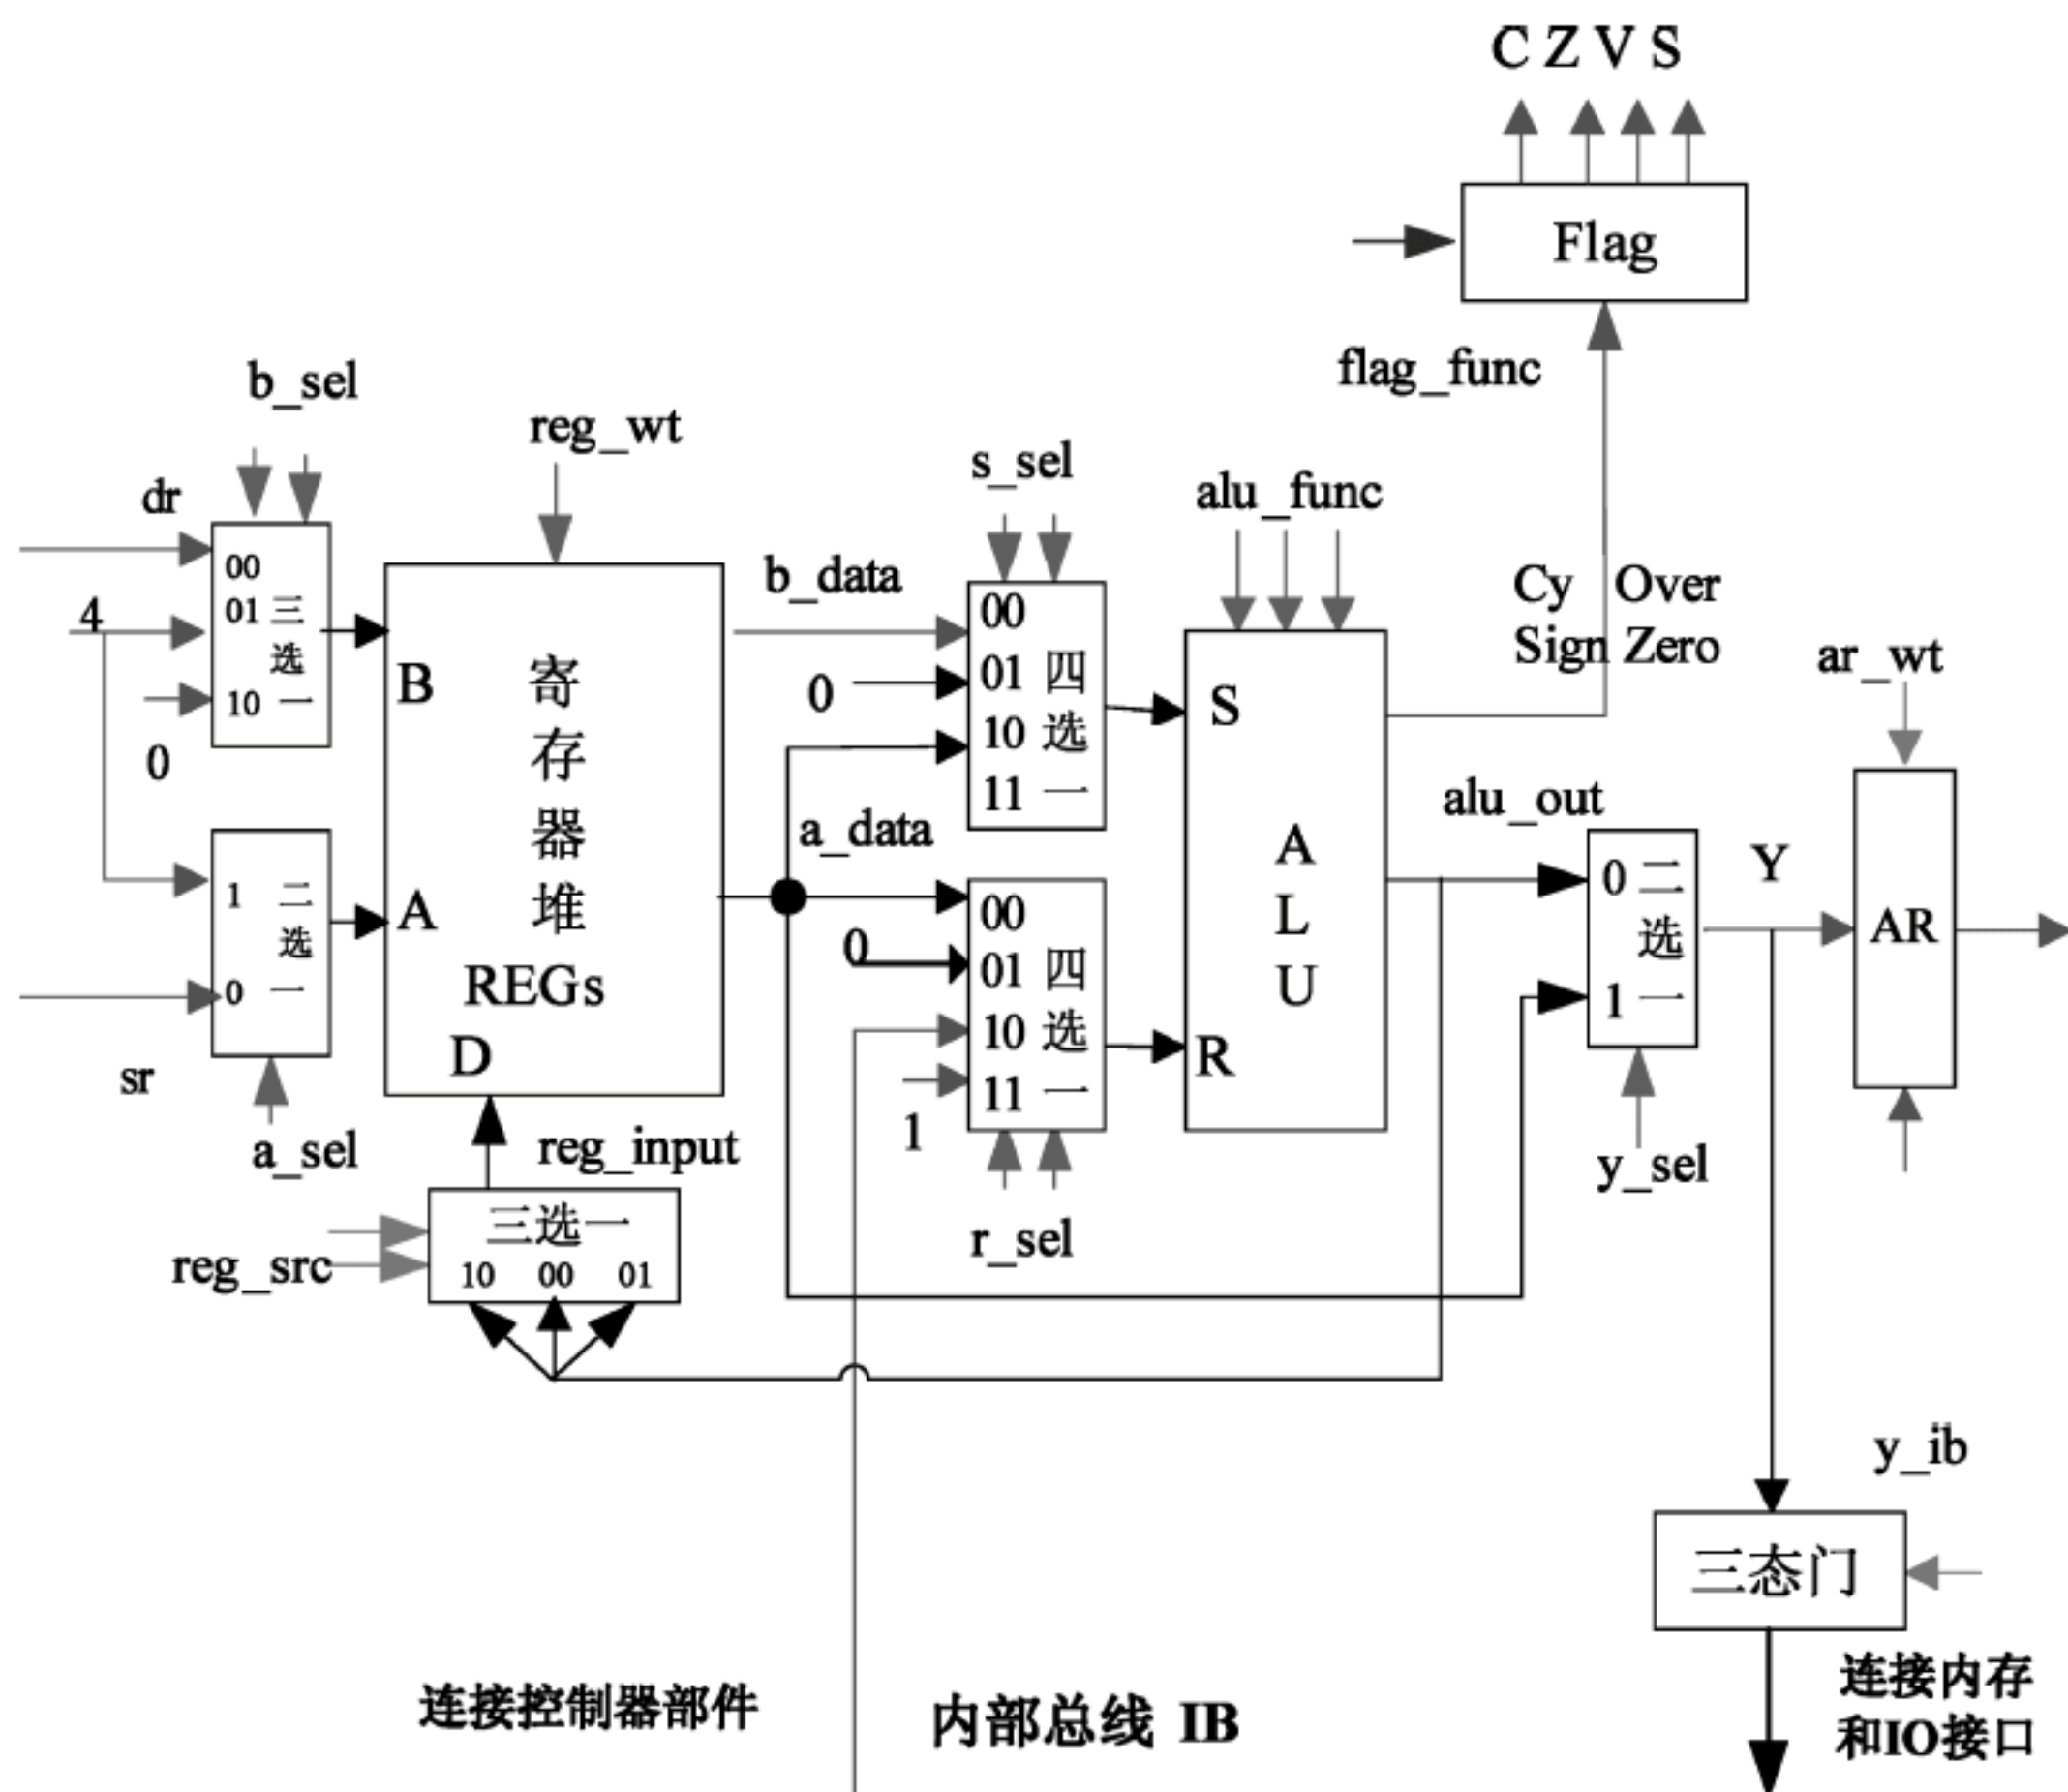 C Z V S
Flag
flag_func
b_sel
reg_wt
s_sel
alu_func
dr
00
01 三
选
10 一
4
0
B
寄
存
器
堆
REGs
A
D
b_data
0
00
01 四
10 选
11 一
S
A
L
U
R
Cy Over
Sign Zero
ar_wt
a_data
0
00
01 四
10 选
11 一
1
r_sel
alu_out
0 二
选
1 一
Y
AR
y_sel
1 二
选
0 一
sr
a_sel
reg_input
三选一
10 00 01
reg_src
y_ib
三态门
连接控制器部件
内部总线 IB
连接内存
和IO接口